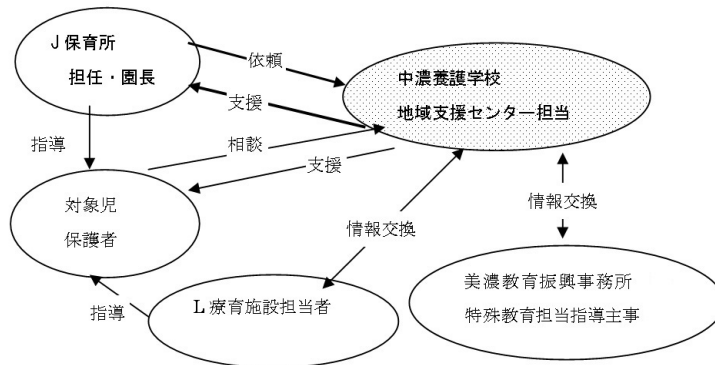 J保育所
担任・園長
依頼
中濃養護学校
地域支援センター担当
支援
指導
相談
支援
対象児
保護者
情報交換
情報交換
指導
L療育施設担当者
美濃教育振興事務所
特殊教育担当指導主事